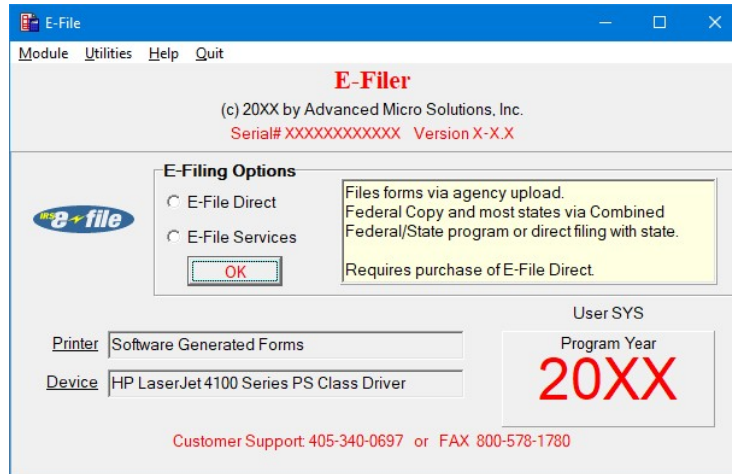 E-File
Module Utilities Help Quit
E-Filer
(c) 20XX by Advanced Micro Solutions, Inc.
Serial# XXXXXXXXXXXX Version X-X.X
E-Filing Options
IRS e-file
E-File Direct
E-File Services
OK
Files forms via agency upload.
Federal Copy and most states via Combined
Federal/State program or direct filing with state.
Requires purchase of E-File Direct.
User SYS
Printer Software Generated Forms
Device HP LaserJet 4100 Series PS Class Driver
Program Year
20XX
Customer Support: 405-340-0697 or FAX 800-578-1780